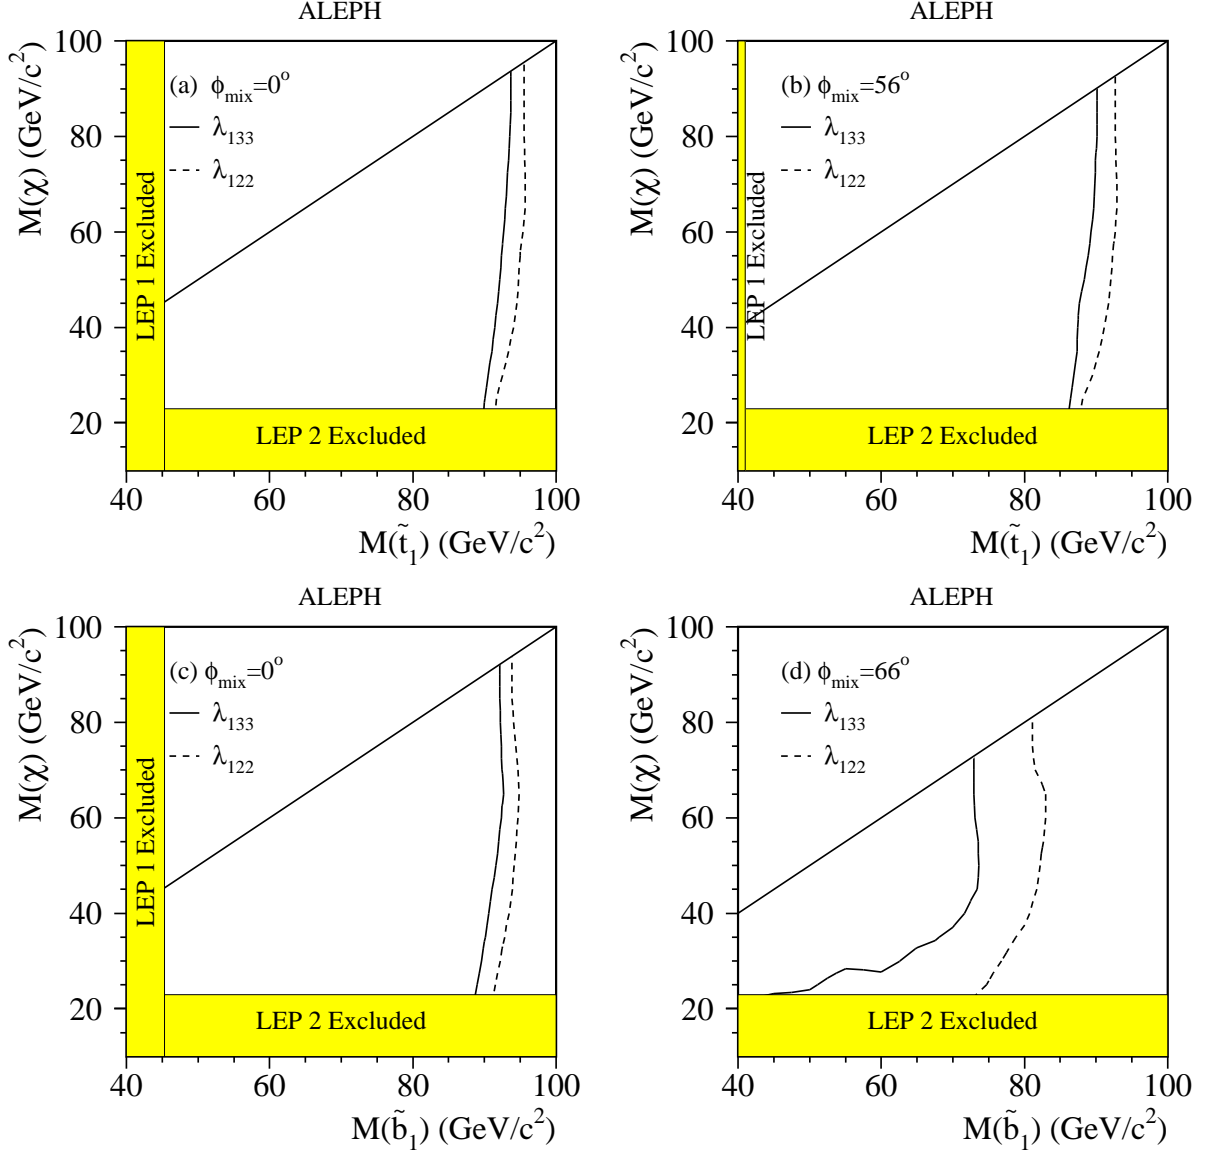 ALEPH
M(χ) (GeV/c²)
100
80
60
40
20
(a) ϕmix=0°
λ133
λ122
LEP 1 Excluded
LEP 2 Excluded
40 60 80 100
M(t̃1) (GeV/c²)
ALEPH
M(χ) (GeV/c²)
100
80
60
40
20
(b) ϕmix=56°
λ133
λ122
LEP 1 Excluded
LEP 2 Excluded
40 60 80 100
M(t̃1) (GeV/c²)
ALEPH
M(χ) (GeV/c²)
100
80
60
40
20
(c) ϕmix=0°
λ133
λ122
LEP 1 Excluded
LEP 2 Excluded
40 60 80 100
M(b̃1) (GeV/c²)
ALEPH
M(χ) (GeV/c²)
100
80
60
40
20
(d) ϕmix=66°
λ133
λ122
LEP 2 Excluded
40 60 80 100
M(b̃1) (GeV/c²)